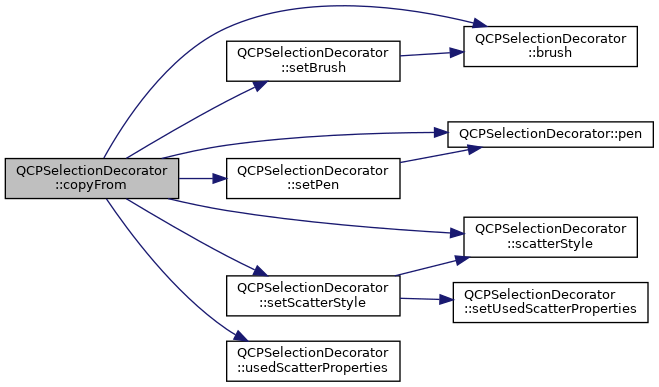 QCPSelectionDecorator
::copyFrom
QCPSelectionDecorator
::setBrush
QCPSelectionDecorator
::brush
QCPSelectionDecorator::pen
QCPSelectionDecorator
::setPen
QCPSelectionDecorator
::scatterStyle
QCPSelectionDecorator
::setScatterStyle
QCPSelectionDecorator
::setUsedScatterProperties
QCPSelectionDecorator
::usedScatterProperties